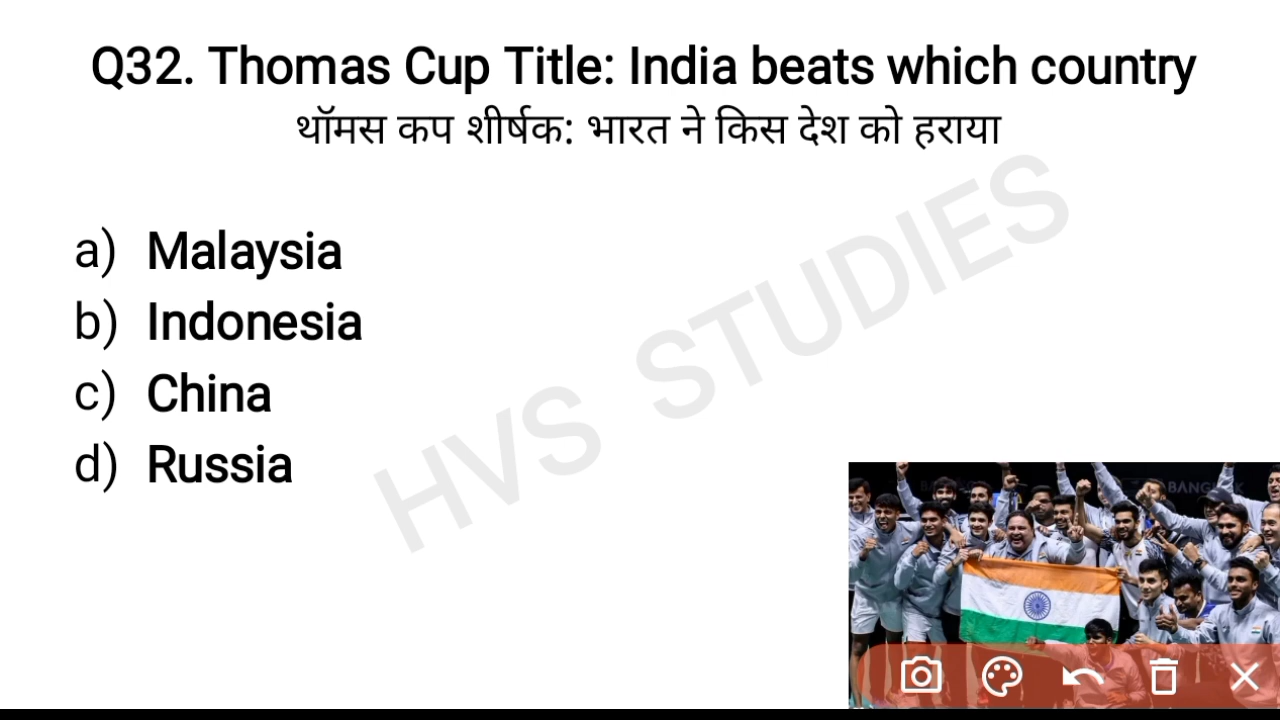 Q32. Thomas Cup Title: India beats which country
थॉमस कप शीर्षक: भारत ने किस देश को हराया
a) Malaysia
b) Indonesia
c) China
d) Russia
HVS STUDIES